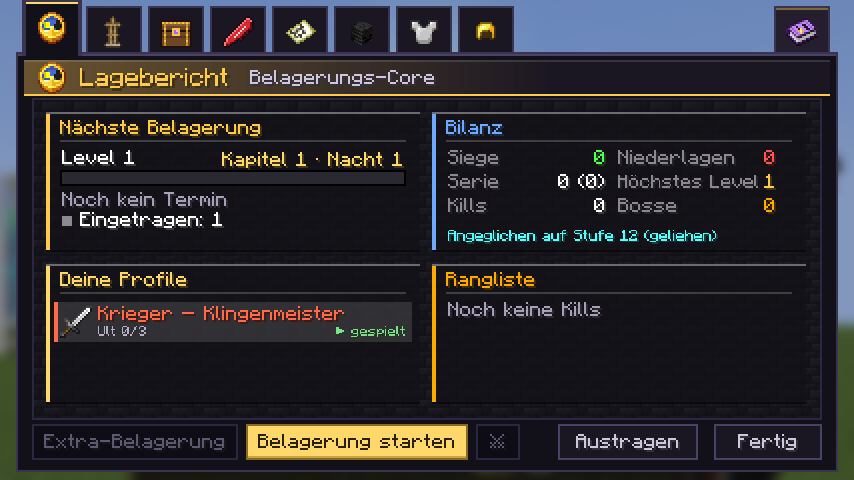 Lagebericht Belagerungs-Core
Nächste Belagerung
Level 1 Kapitel 1 · Nacht 1
Noch kein Termin
Eingetragen: 1
Bilanz
Siege 0 Niederlagen 0
Serie 0 (0) Höchstes Level 1
Kills 0 Bosse 0
Angeglichen auf Stufe 12 (geliehen)
Deine Profile
Krieger – Klingenmeister
Ult 0/3 ▶ gespielt
Rangliste
Noch keine Kills
Extra-Belagerung Belagerung starten Austragen Fertig